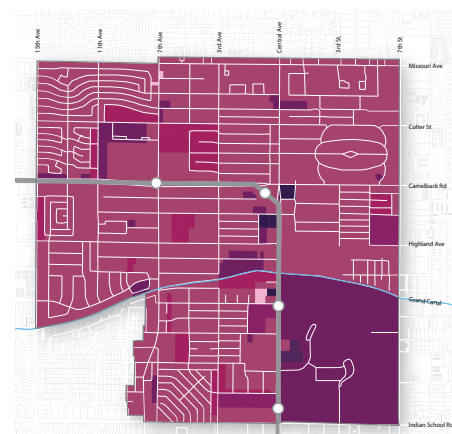 15th Ave
11th Ave
7th Ave
3rd Ave
Central Ave
3rd St.
7th St
Missouri Ave
Colter St
Camelback Rd
Highland Ave
Grand Canal
Indian School Rd